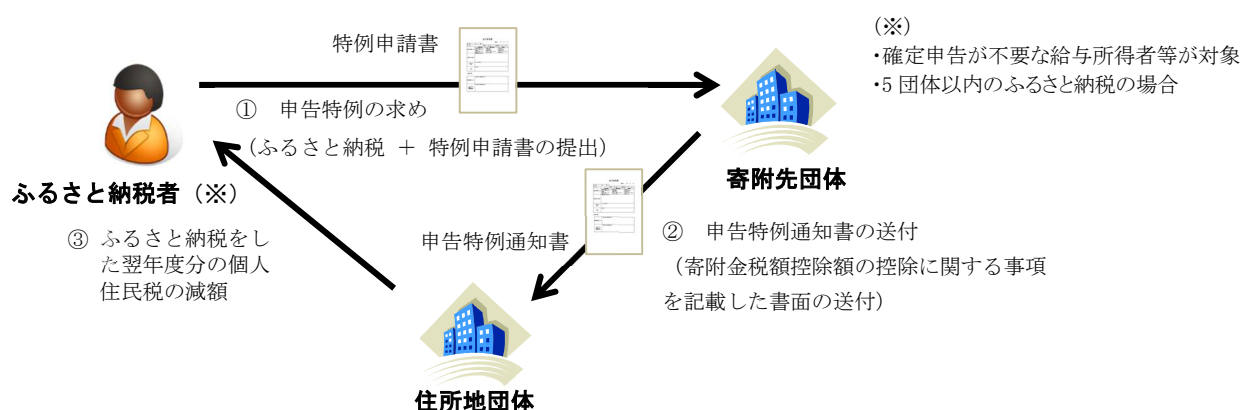 特例申請書
(※)
・確定申告が不要な給与所得者等が対象
・5 団体以内のふるさと納税の場合
① 申告特例の求め
(ふるさと納税 + 特例申請書の提出)
ふるさと納税者(※)
寄附先団体
③ ふるさと納税をし
た翌年度分の個人
住民税の減額
申告特例通知書
② 申告特例通知書の送付
(寄附金税額控除額の控除に関する事項
を記載した書面の送付)
住所地団体